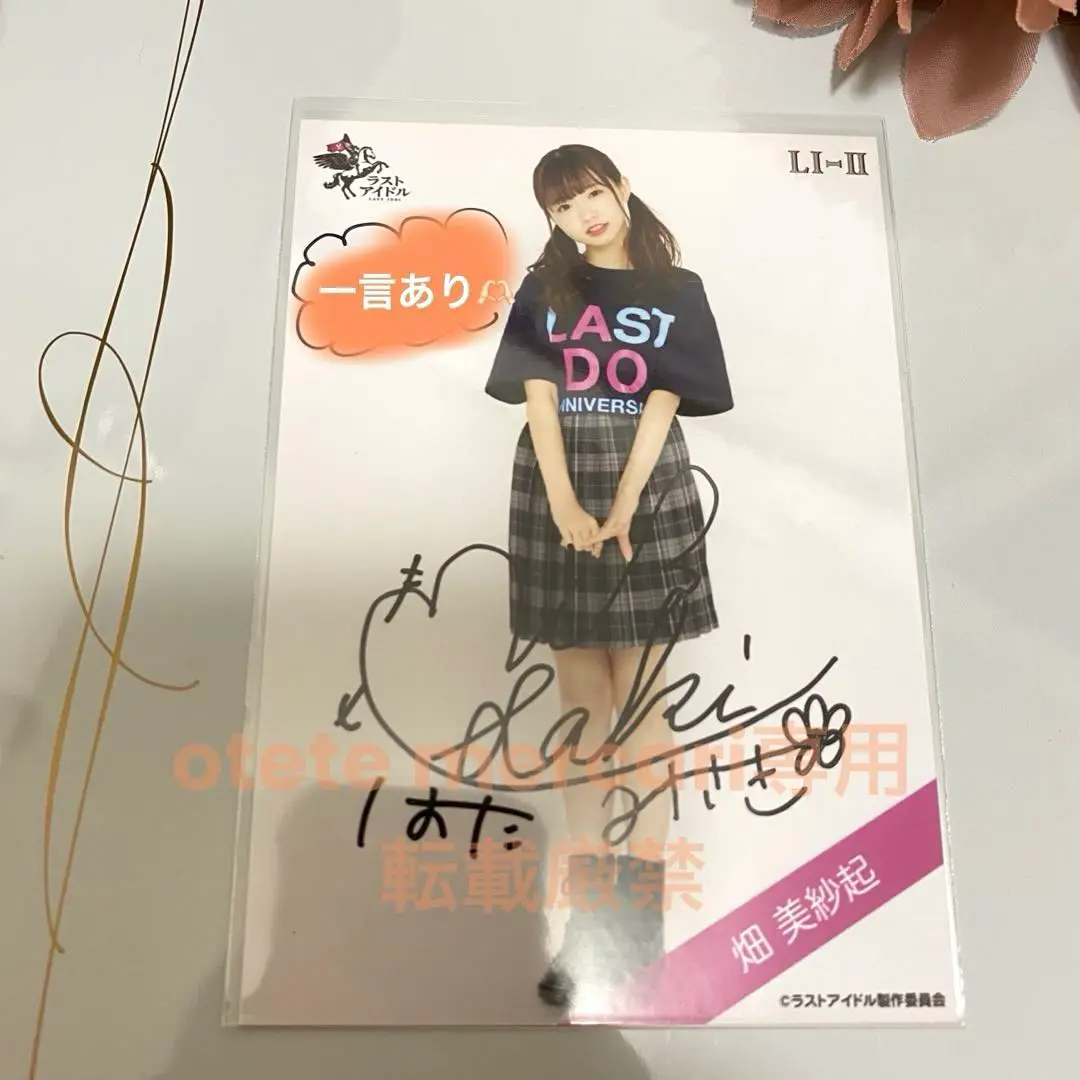 ラスト
アイドル
LAST IDOL
LI-II
一言あり
LAST
DO
NIVERS
otete mercari専用
はた みさき
転載厳禁
畑 美紗起
©ラストアイドル製作委員会